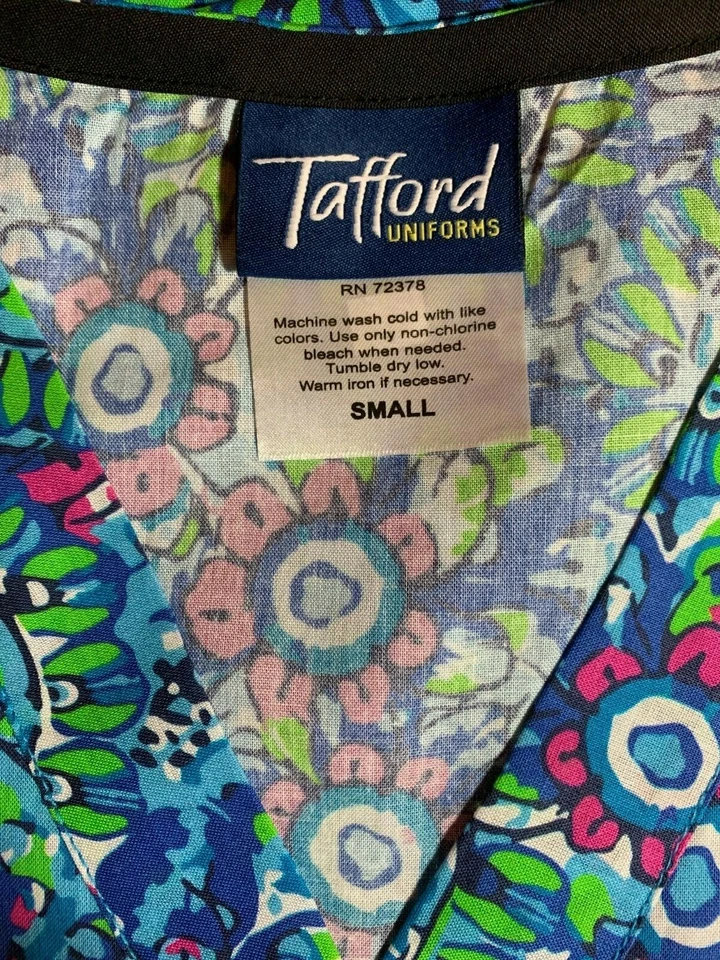 Tafford
UNIFORMS
RN 72378
Machine wash cold with like
colors. Use only non-chlorine
bleach when needed.
Tumble dry low.
Warm iron if necessary.
SMALL